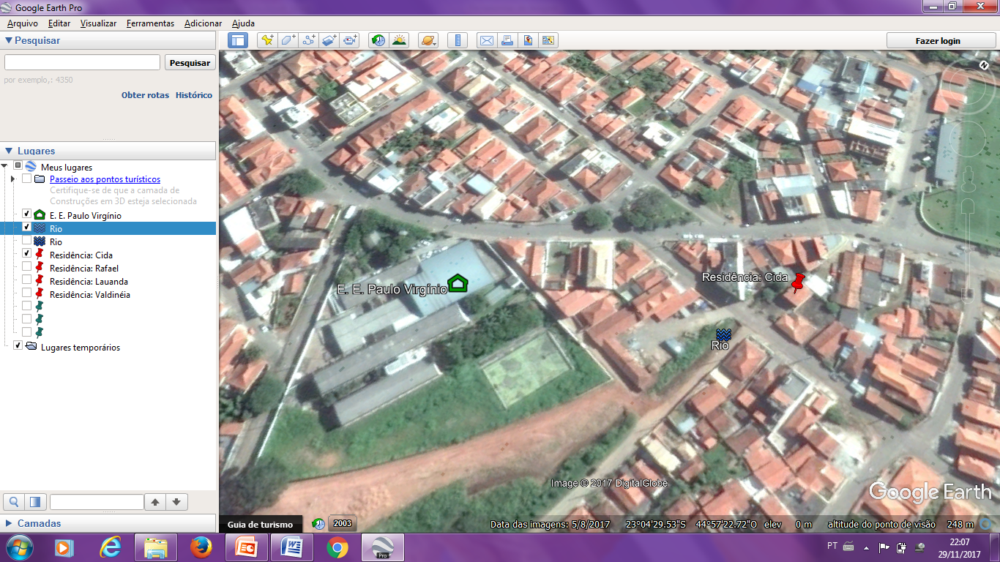 Google Earth Pro
Arquivo Editar Visualizar Ferramentas Adicionar Ajuda
Pesquisar
Fazer login
Pesquisar
por exemplo,: 4350
Obter rotas Histórico
Lugares
Meus lugares
Passeio aos pontos turísticos
Certifique-se de que a camada de
Construções em 3D esteja selecionada
E. E. Paulo Virgínio
Rio
Rio
Residência: Cida
Residência: Rafael
Residência: Lauanda
Residência: Valdinéia
Lugares temporários
Camadas
N
Residência: Cida
E. E. Paulo Virgínio
Rio
Image © 2017 DigitalGlobe
Google Earth
Guia de turismo
2003
Data das imagens: 5/8/2017 23°04'29.53"S 44°57'22.72"O elev 0 m altitude do ponto de visão 248 m
Pro
PT
22:07
29/11/2017